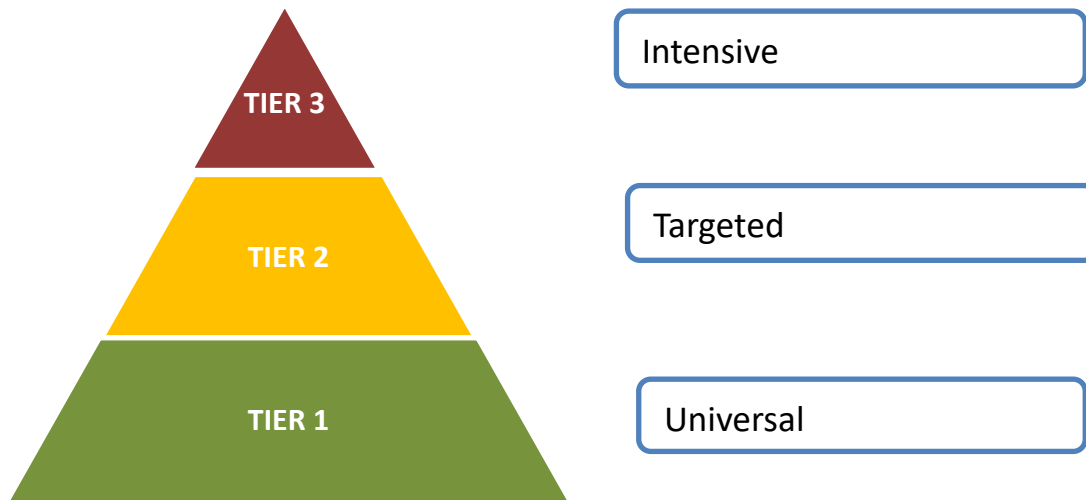 TIER 3
Intensive
TIER 2
Targeted
TIER 1
Universal